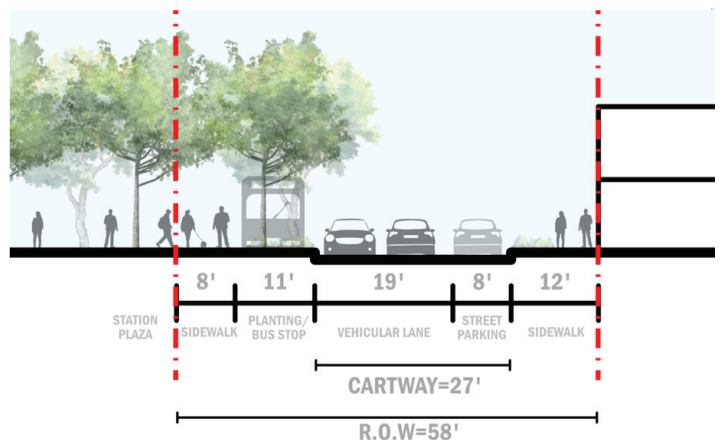 8'
11'
19'
8'
12'
STATION
PLAZA
SIDEWALK
PLANTING/
BUS STOP
VEHICULAR LANE
STREET
PARKING
SIDEWALK
CARTWAY=27'
R.O.W=58'